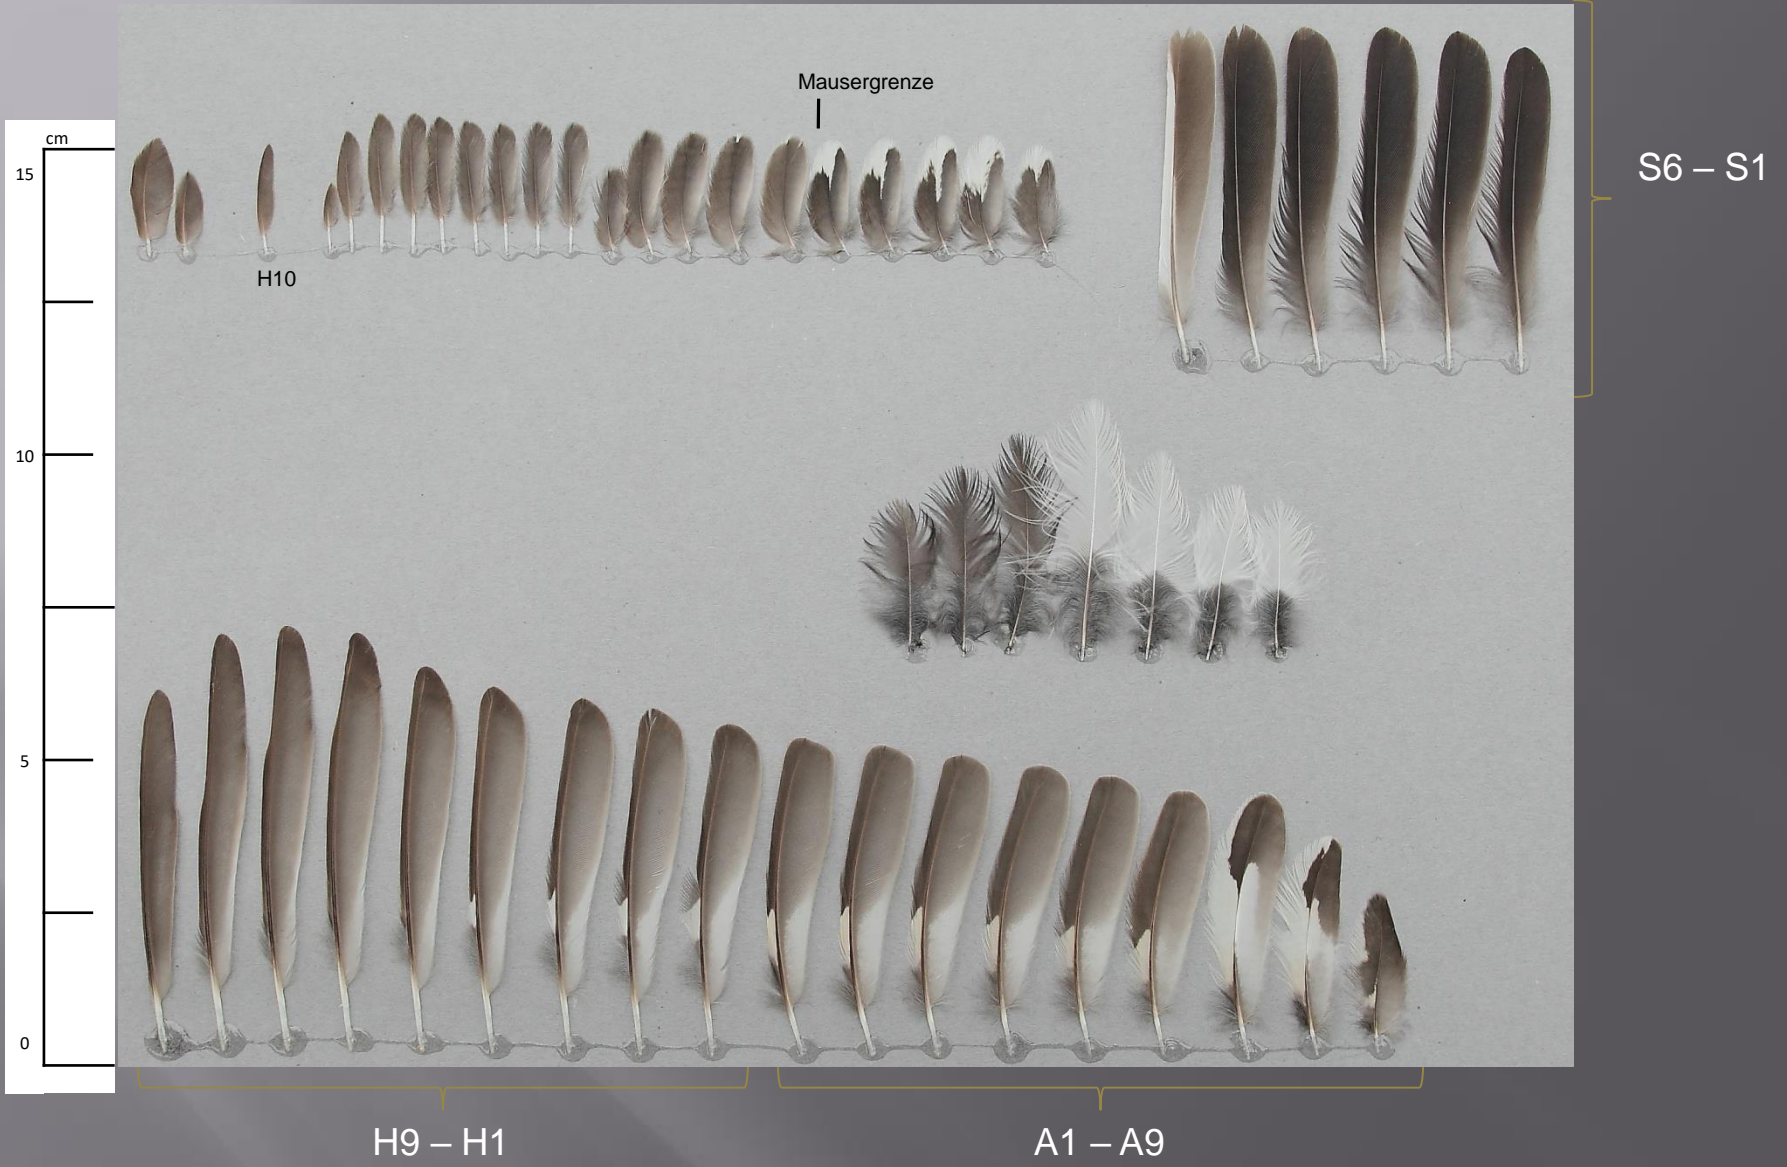 Mausergrenze
cm
15
H10
S6 – S1
10
5
0
H9 – H1
A1 – A9